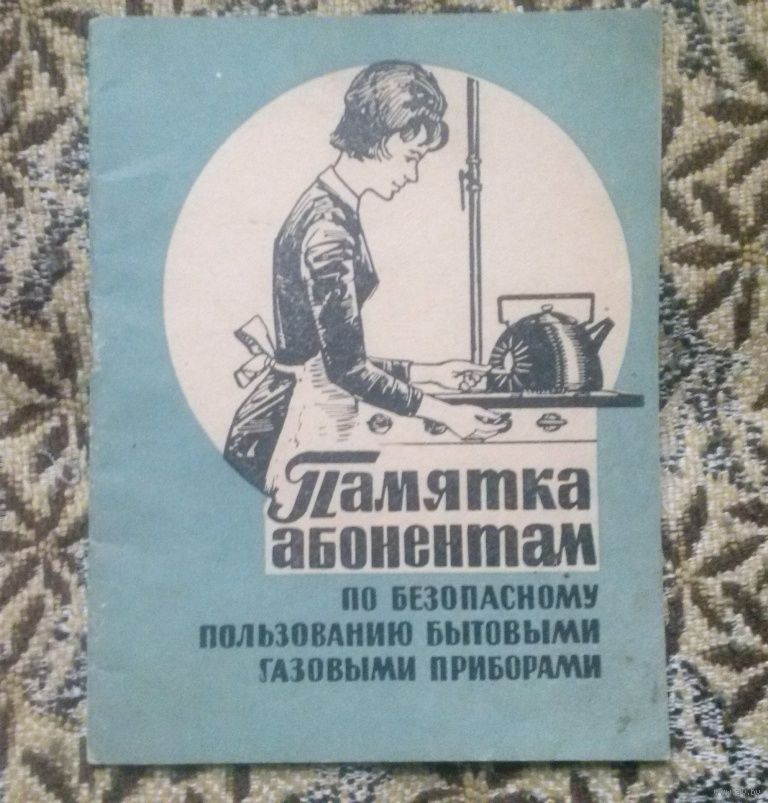 Памятка
абонентам
по безопасному
пользованию бытовыми
газовыми приборами